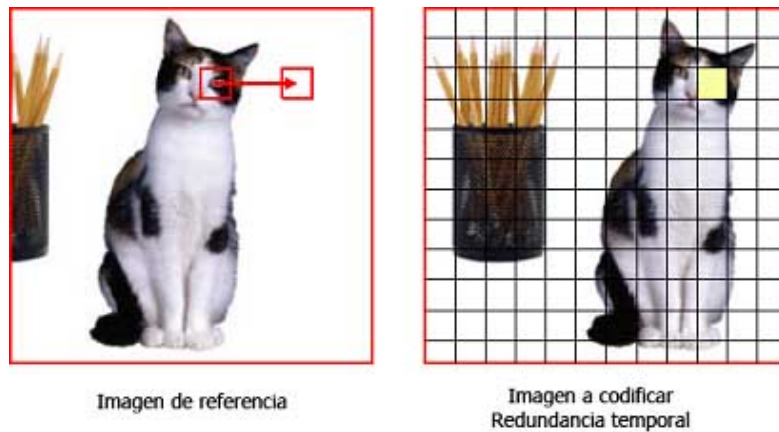 Imagen de referencia
Imagen a codificar
Redundancia temporal